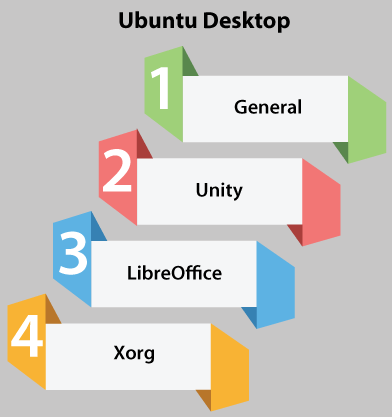 Ubuntu Desktop
1
General
2
Unity
3
LibreOffice
4
Xorg